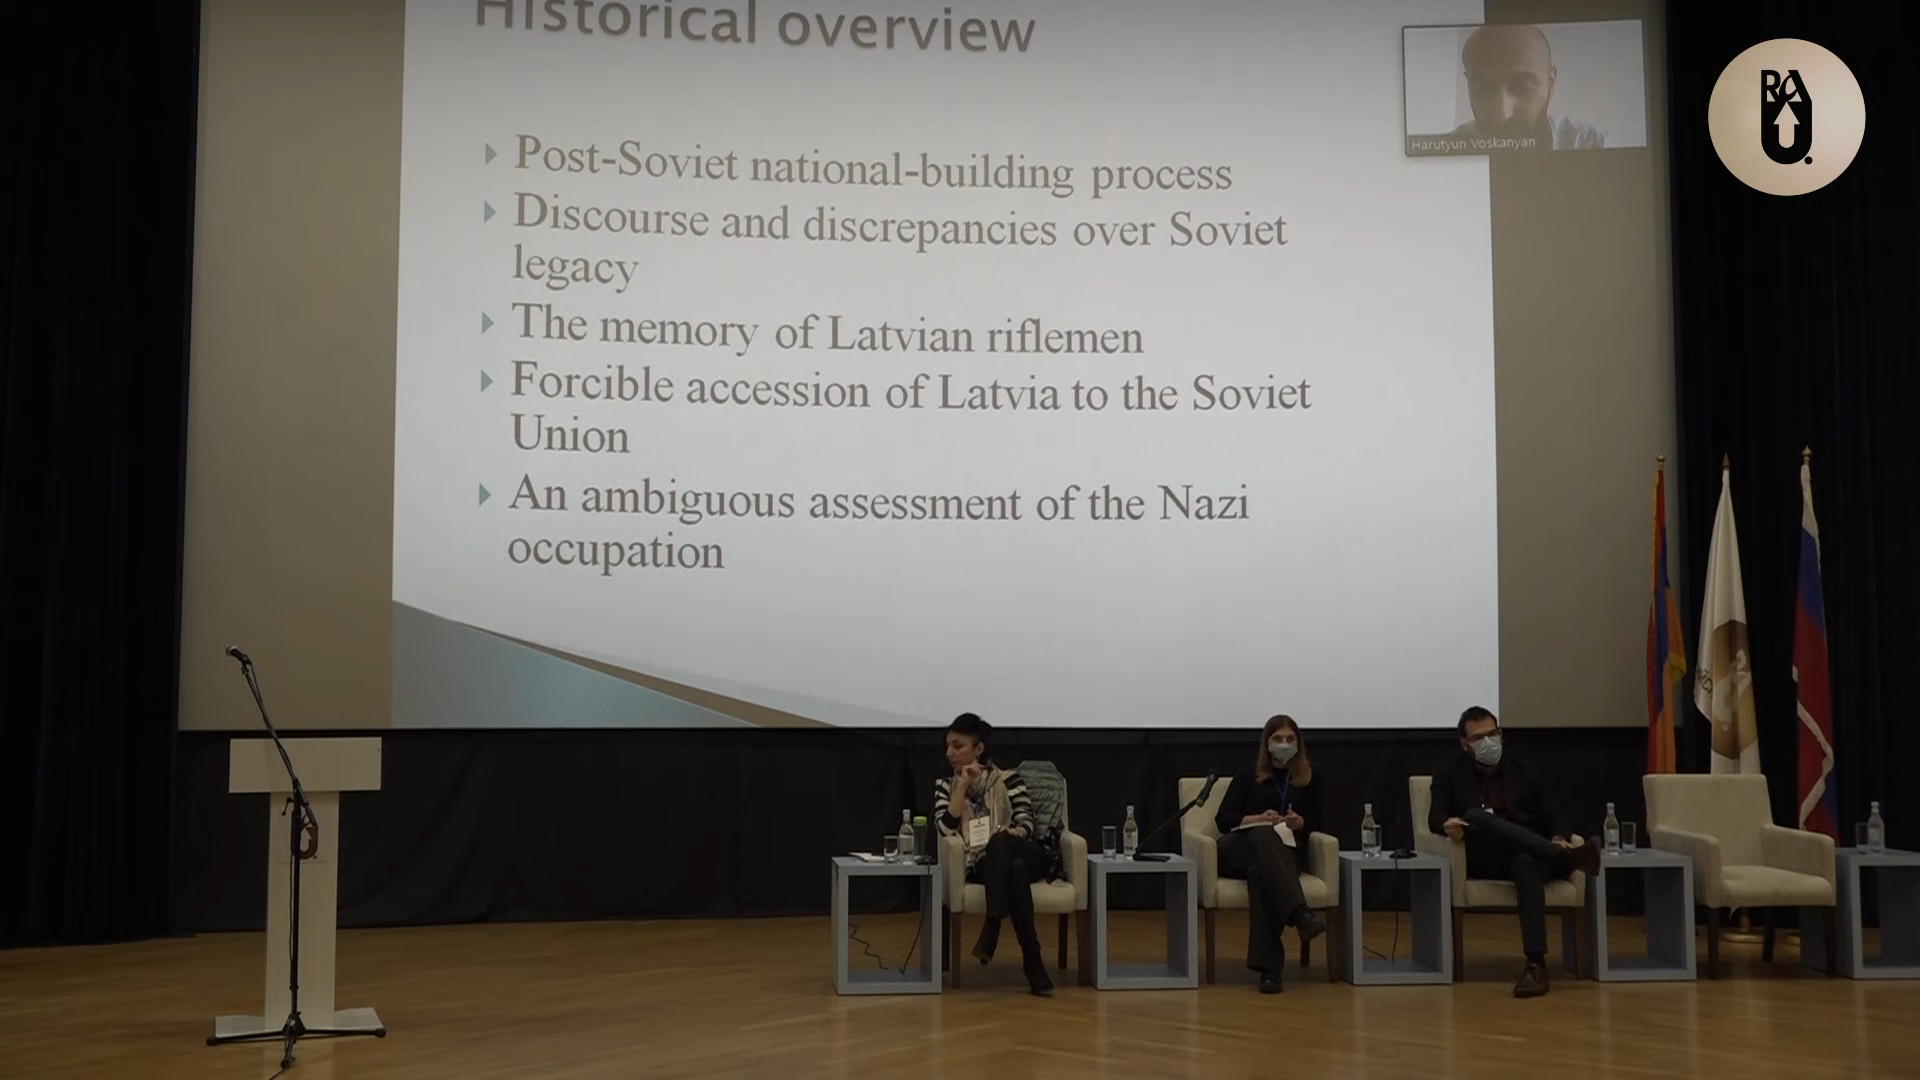 Historical overview
Post-Soviet national-building process
Discourse and discrepancies over Soviet
legacy
The memory of Latvian riflemen
Forcible accession of Latvia to the Soviet
Union
An ambiguous assessment of the Nazi
occupation
Harutyun Voskanyan
RAU